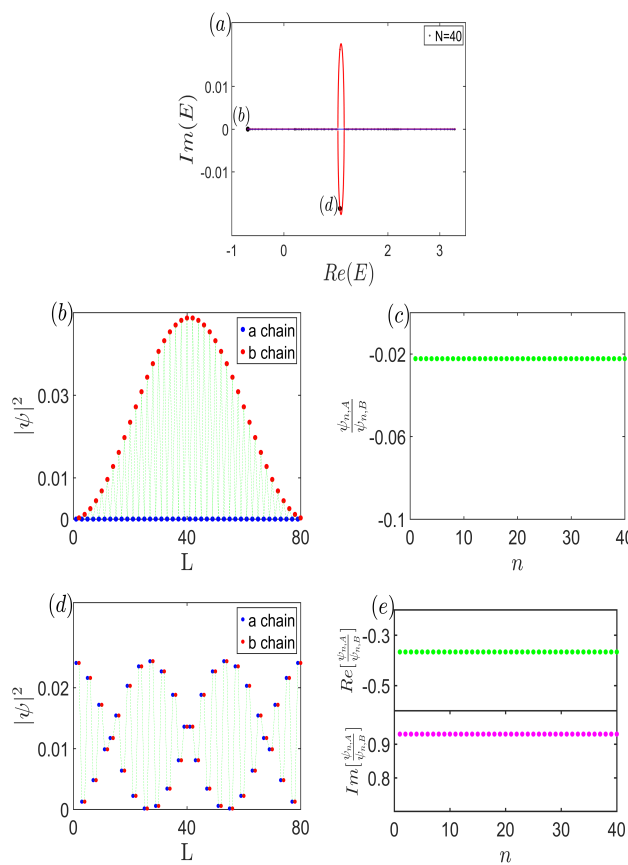 (a)
N=40
Im(E)
0.01
0
-0.01
(b)
(d)
-1 0 1 2 3
Re(E)
(b)
a chain
b chain
|ψ|²
0.03
0.01
0
0 40 80
L
(c)
ψn,A
ψn,B
-0.02
-0.06
-0.1
0 10 20 30 40
n
(d)
a chain
b chain
|ψ|²
0.02
0.01
0
0 40 80
L
(e)
Re[ψn,A/ψn,B]
-0.3
-0.5
Im[ψn,A/ψn,B]
0.9
0.8
0 10 20 30 40
n